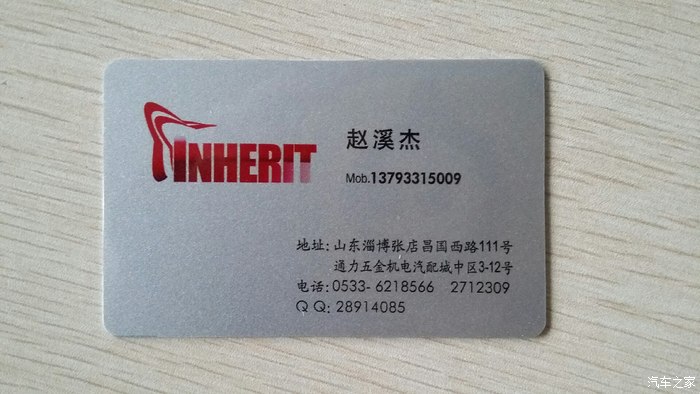 INHERIT
赵溪杰
Mob.13793315009
地址: 山东淄博张店昌国西路111号
通力五金机电汽配城中区3-12号
电话: 0533- 6218566 2712309
Q Q: 28914085
汽车之家